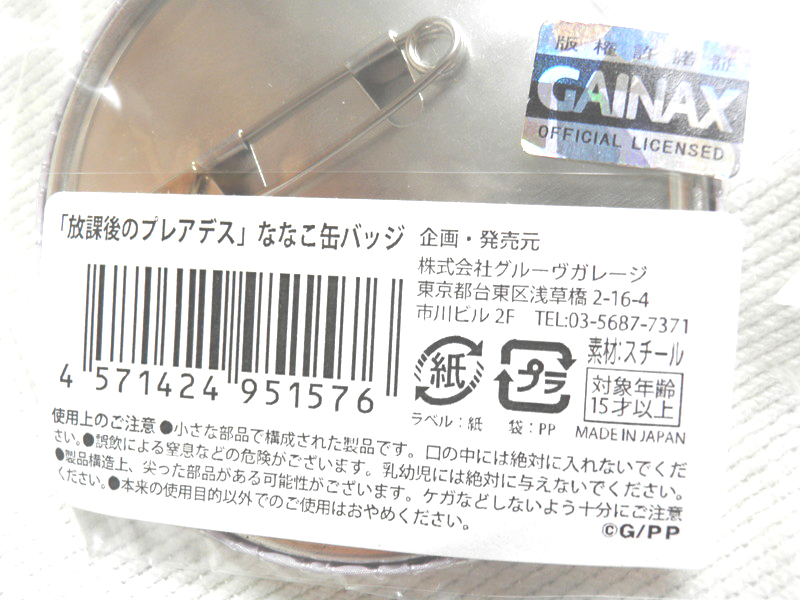 版権許諾証
GAINAX
OFFICIAL LICENSED
「放課後のプレアデス」ななこ缶バッジ
4 571424 951576
企画・発売元
株式会社グルーヴガレージ
東京都台東区浅草橋 2-16-4
市川ビル 2F TEL:03-5687-7371
紙
ラベル：紙
プラ
袋：PP
素材:スチール
対象年齢
15才以上
MADE IN JAPAN
使用上のご注意 ●小さな部品で構成された製品です。口の中には絶対に入れないでくだ
さい。●誤飲による窒息などの危険がございます。乳幼児には絶対に与えないでください。
●製品構造上、尖った部品がある可能性がございます。ケガなどしないよう十分にご注意
ください。●本来の使用目的以外でのご使用はおやめください。
©G/PP